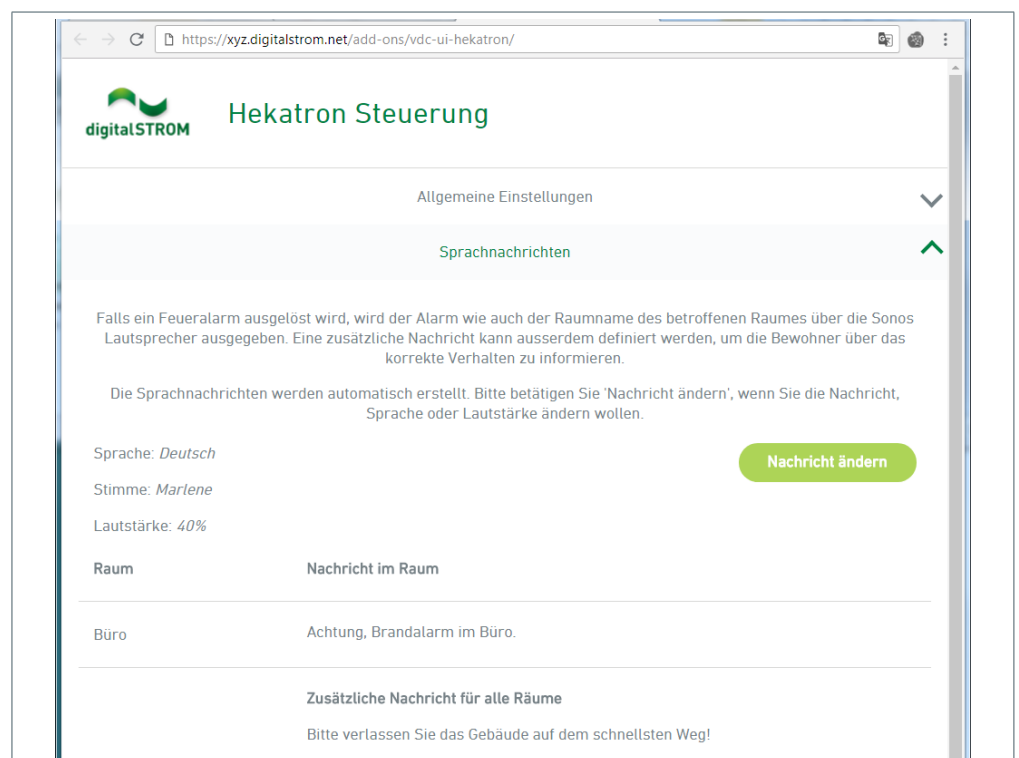 https://xyz.digitalstrom.net/add-ons/vdc-ui-hekatron/
digitalSTROM
Hekatron Steuerung
Allgemeine Einstellungen
Sprachnachrichten
Falls ein Feueralarm ausgelöst wird, wird der Alarm wie auch der Raumname des betroffenen Raumes über die Sonos
Lautsprecher ausgegeben. Eine zusätzliche Nachricht kann ausserdem definiert werden, um die Bewohner über das
korrekte Verhalten zu informieren.
Die Sprachnachrichten werden automatisch erstellt. Bitte betätigen Sie 'Nachricht ändern', wenn Sie die Nachricht,
Sprache oder Lautstärke ändern wollen.
Sprache: Deutsch
Nachricht ändern
Stimme: Marlene
Lautstärke: 40%
Raum Nachricht im Raum
Büro Achtung, Brandalarm im Büro.
Zusätzliche Nachricht für alle Räume
Bitte verlassen Sie das Gebäude auf dem schnellsten Weg!